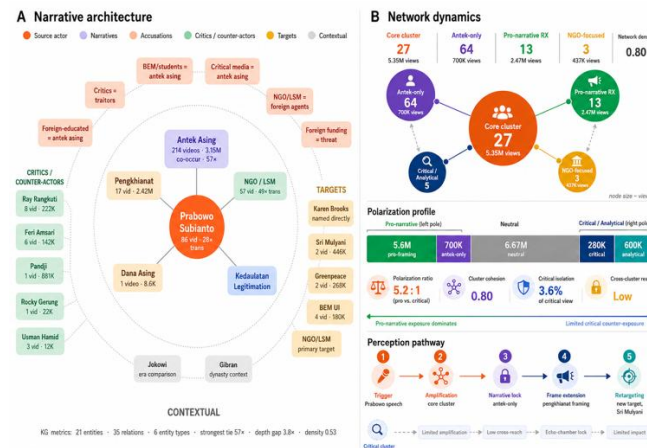 A Narrative architecture
Source actor
Narratives
Accusations
Critics / counter-actors
Targets
Contextual
BEM/students =
antek asing
Critical media =
antek asing
Critics =
traitors
NGO/LSM =
foreign agents
Foreign-educated
= antek asing
Foreign funding =
threat
Antek Asing
214 videos · 3.15M
co-occur · 57×
Pengkhianat
17 vid · 2.42M
NGO / LSM
57 vid · 49× trans
Prabowo
Subianto
86 vid · 28×
trans
Dana Asing
1 video · 8.6K
Kedaulatan
Legitimation
CRITICS /
COUNTER-ACTORS
Ray Rangkuti
8 vid · 222K
Feri Amsari
6 vid · 142K
Pandji
1 vid · 881K
Rocky Gerung
1 vid · 22K
Usman Hamid
3 vid · 12K
TARGETS
Karen Brooks
named directly
Sri Mulyani
2 vid · 446K
Greenpeace
2 vid · 268K
BEM UI
4 vid · 180K
NGO/LSM
primary target
Jokowi
era comparison
Gibran
dynasty context
CONTEXTUAL
KG metrics: 21 entities · 35 relations · 6 entity types · strongest tie 57× · depth gap 3.8× · density 0.53
B Network dynamics
Core cluster
27
5.35M views
Antek-only
64
700K views
Pro-narrative RX
13
2.47M views
NGO-focused
3
437K views
Network den
0.80
Antek-only
64
700K views
Pro-narrative RX
13
2.47M views
Core cluster
27
5.35M views
Critical /
Analytical
5
NGO-focused
3
437K views
node size = view
Polarization profile
Pro-narrative (left pole)
Neutral
Critical / Analytical (right pole)
5.6M
pro-framing
700K
antek-only
6.67M
neutral
280K
critical
600K
analytical
Polarization ratio
5.2 : 1
(pro vs. critical)
Cluster cohesion
0.80
Critical isolation
3.6%
of critical view
Cross-cluster rea
Low
Pro-narrative exposure dominates
Limited critical counter-exposure
Perception pathway
1
2
3
4
5
Trigger
Prabowo speech
Amplification
core cluster
Narrative lock
antek-only
Frame extension
pengkhianat framing
Retargeting
new target,
Sri Mulyani
Critical cluster
Limited amplification
Low cross-reach
Echo-chamber lock
Limited impact